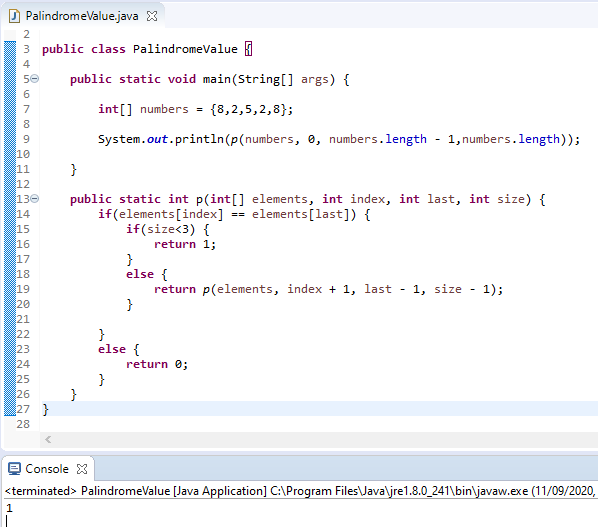 PalindromeValue.java
2
3 public class PalindromeValue {
4
5 public static void main(String[] args) {
6
7 int[] numbers = {8,2,5,2,8};
8
9 System.out.println(p(numbers, 0, numbers.length - 1,numbers.length));
10
11 }
12
13 public static int p(int[] elements, int index, int last, int size) {
14 if(elements[index] == elements[last]) {
15 if(size<3) {
16 return 1;
17 }
18 else {
19 return p(elements, index + 1, last - 1, size - 1);
20 }
21
22 }
23 else {
24 return 0;
25 }
26 }
27 }
28
Console
<terminated> PalindromeValue [Java Application] C:\Program Files\Java\jre1.8.0_241\bin\javaw.exe (11/09/2020,
1